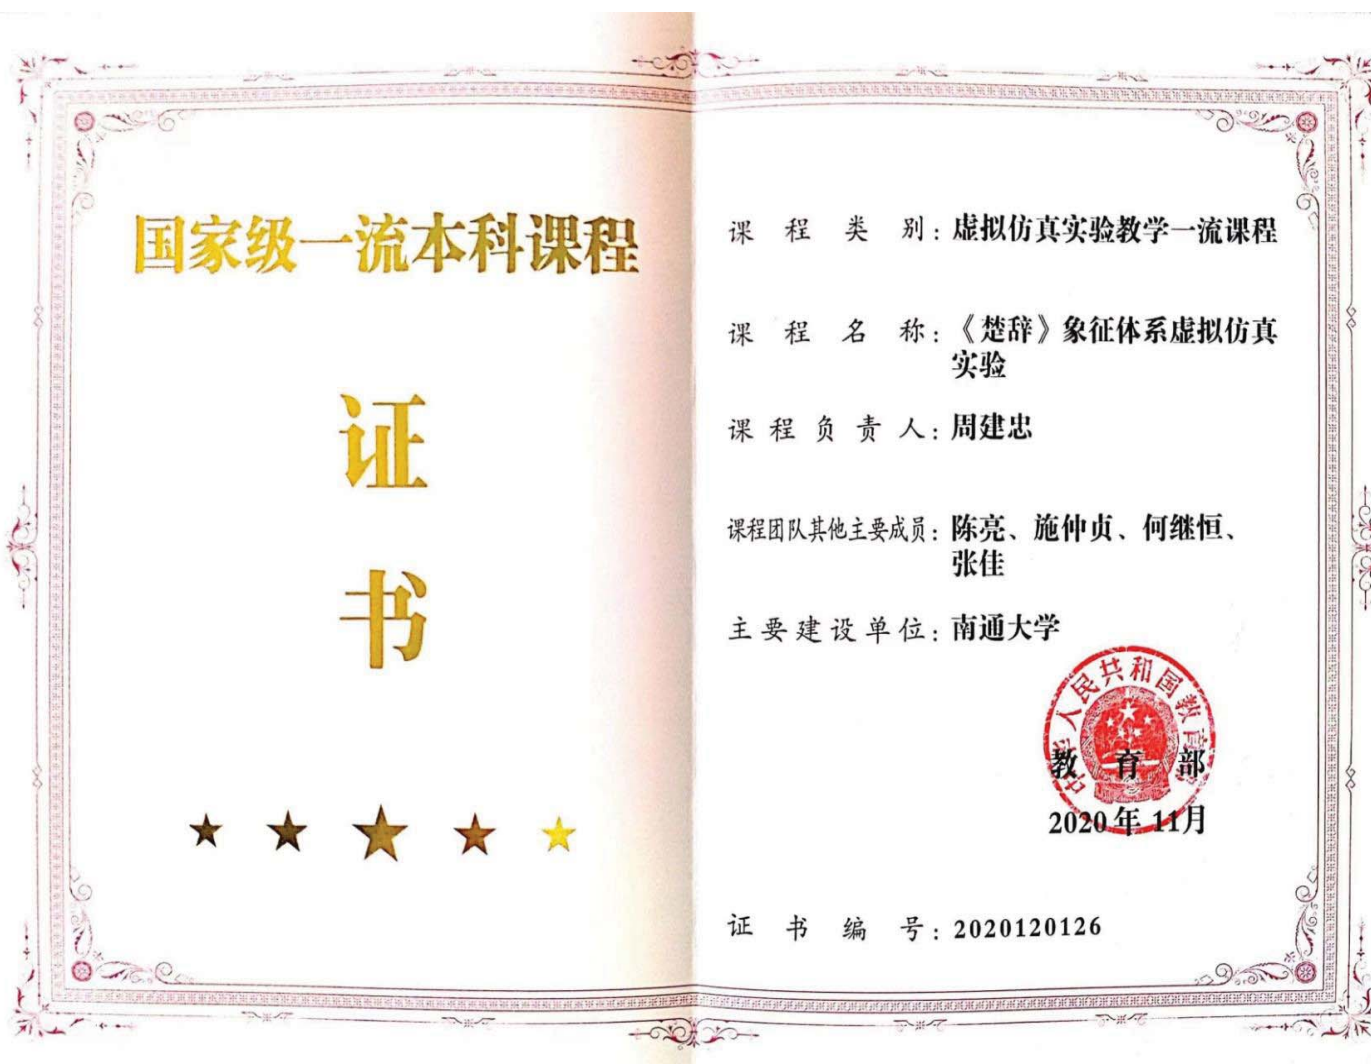 国家级一流本科课程
证
书
课程类别：虚拟仿真实验教学一流课程
课程名称：《楚辞》象征体系虚拟仿真
实验
课程负责人：周建忠
课程团队其他主要成员：陈亮、施仲贞、何继恒、
张佳
主要建设单位：南通大学
中华人民共和国教育部
教育部
2020年11月
证书编号：2020120126